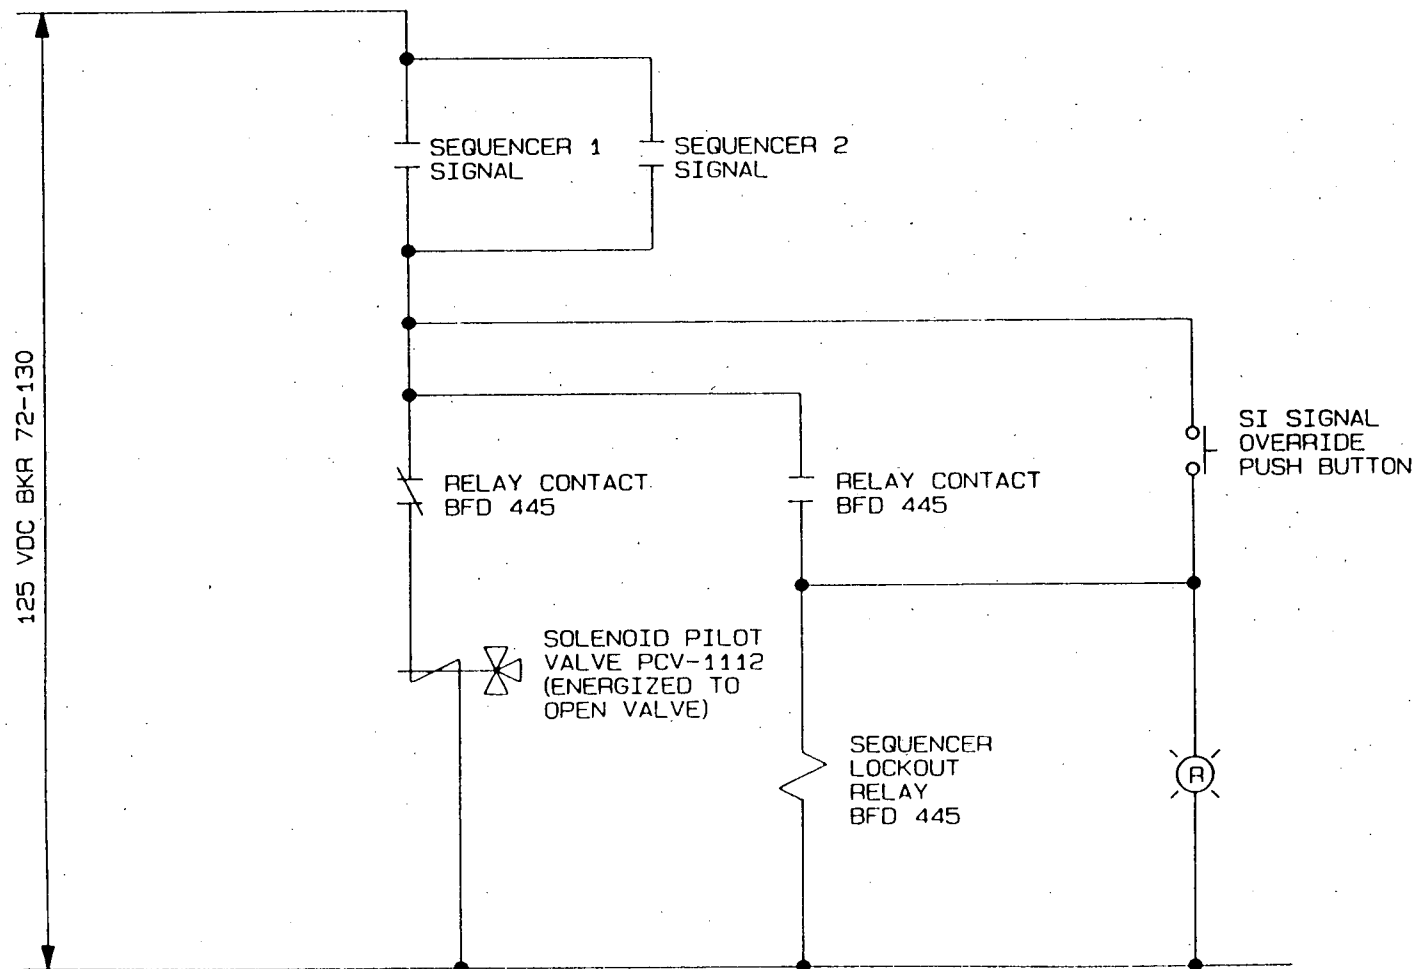 SEQUENCER 1
SIGNAL
SEQUENCER 2
SIGNAL
125 VDC BKR 72-130
SI SIGNAL
OVERRIDE
PUSH BUTTON
RELAY CONTACT
BFD 445
RELAY CONTACT
BFD 445
SOLENOID PILOT
VALVE PCV-1112
(ENERGIZED TO
OPEN VALVE)
SEQUENCER
LOCKOUT
RELAY
BFD 445
R